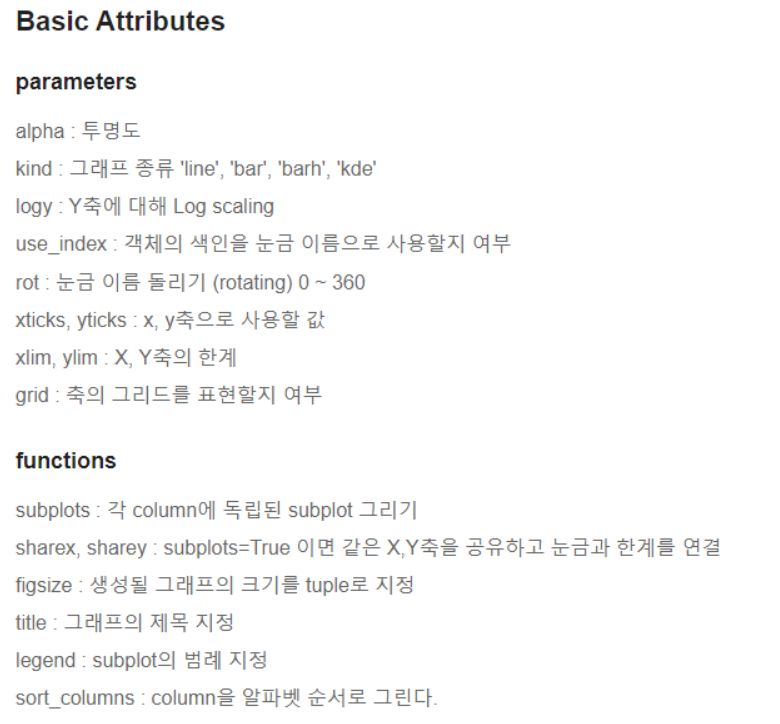 Basic Attributes
parameters
alpha : 투명도
kind : 그래프 종류 'line', 'bar', 'barh', 'kde'
logy : Y축에 대해 Log scaling
use_index : 객체의 색인을 눈금 이름으로 사용할지 여부
rot : 눈금 이름 돌리기 (rotating) 0 ~ 360
xticks, yticks : x, y축으로 사용할 값
xlim, ylim : X, Y축의 한계
grid : 축의 그리드를 표현할지 여부
functions
subplots : 각 column에 독립된 subplot 그리기
sharex, sharey : subplots=True 이면 같은 X,Y축을 공유하고 눈금과 한계를 연결
figsize : 생성될 그래프의 크기를 tuple로 지정
title : 그래프의 제목 지정
legend : subplot의 범례 지정
sort_columns : column을 알파벳 순서로 그린다.